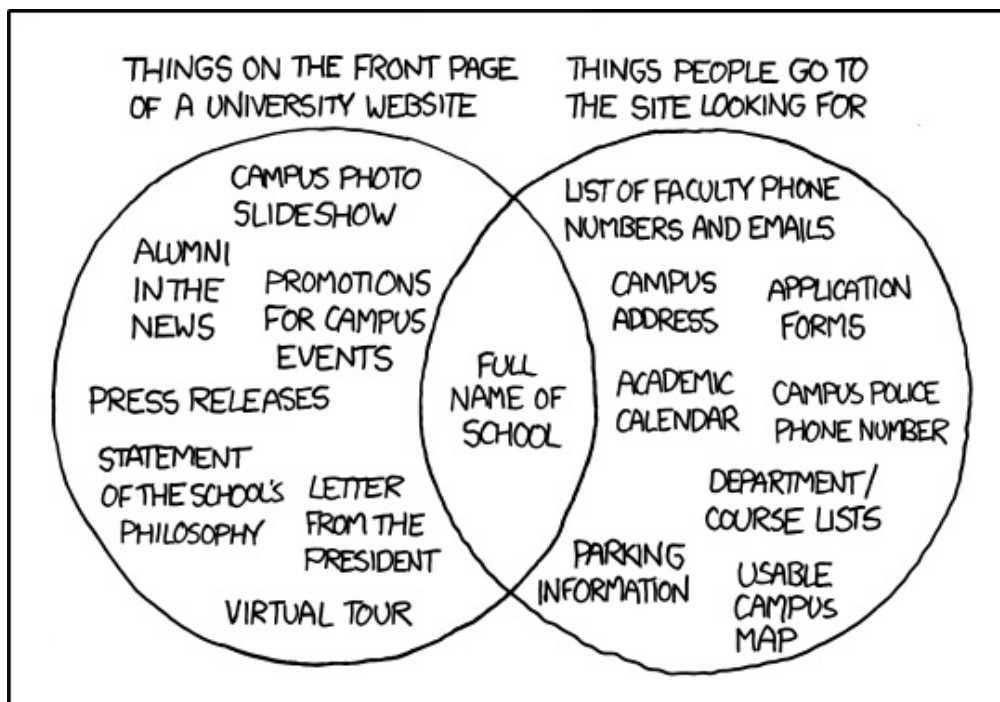 THINGS ON THE FRONT PAGE
OF A UNIVERSITY WEBSITE
THINGS PEOPLE GO TO
THE SITE LOOKING FOR
CAMPUS PHOTO
SLIDESHOW
ALUMNI
IN THE
NEWS
PROMOTIONS
FOR CAMPUS
EVENTS
PRESS RELEASES
STATEMENT
OF THE SCHOOL'S
PHILOSOPHY
LETTER
FROM THE
PRESIDENT
VIRTUAL TOUR
FULL
NAME OF
SCHOOL
LIST OF FACULTY PHONE
NUMBERS AND EMAILS
CAMPUS
ADDRESS
APPLICATION
FORMS
ACADEMIC
CALENDAR
CAMPUS POLICE
PHONE NUMBER
DEPARTMENT/
COURSE LISTS
PARKING
INFORMATION
USABLE
CAMPUS
MAP